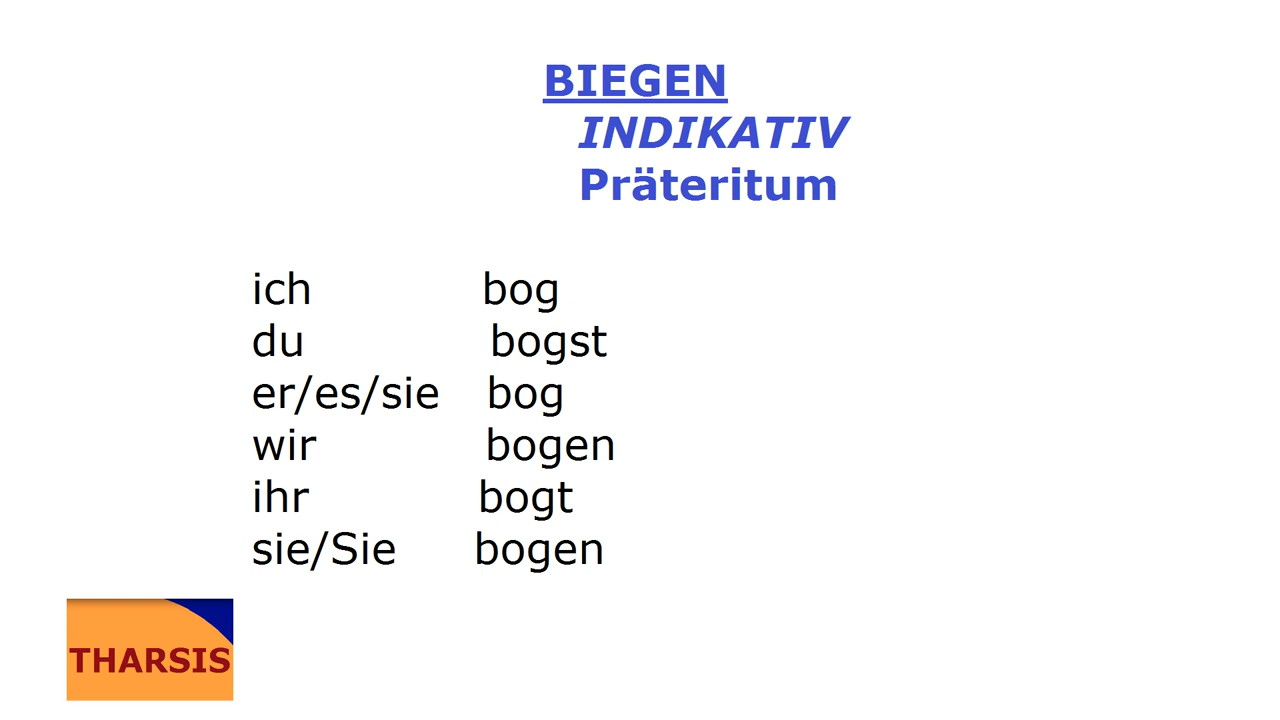 BIEGEN
INDIKATIV
Präteritum
ich bog
du bogst
er/es/sie bog
wir bogen
ihr bogt
sie/Sie bogen
THARSIS